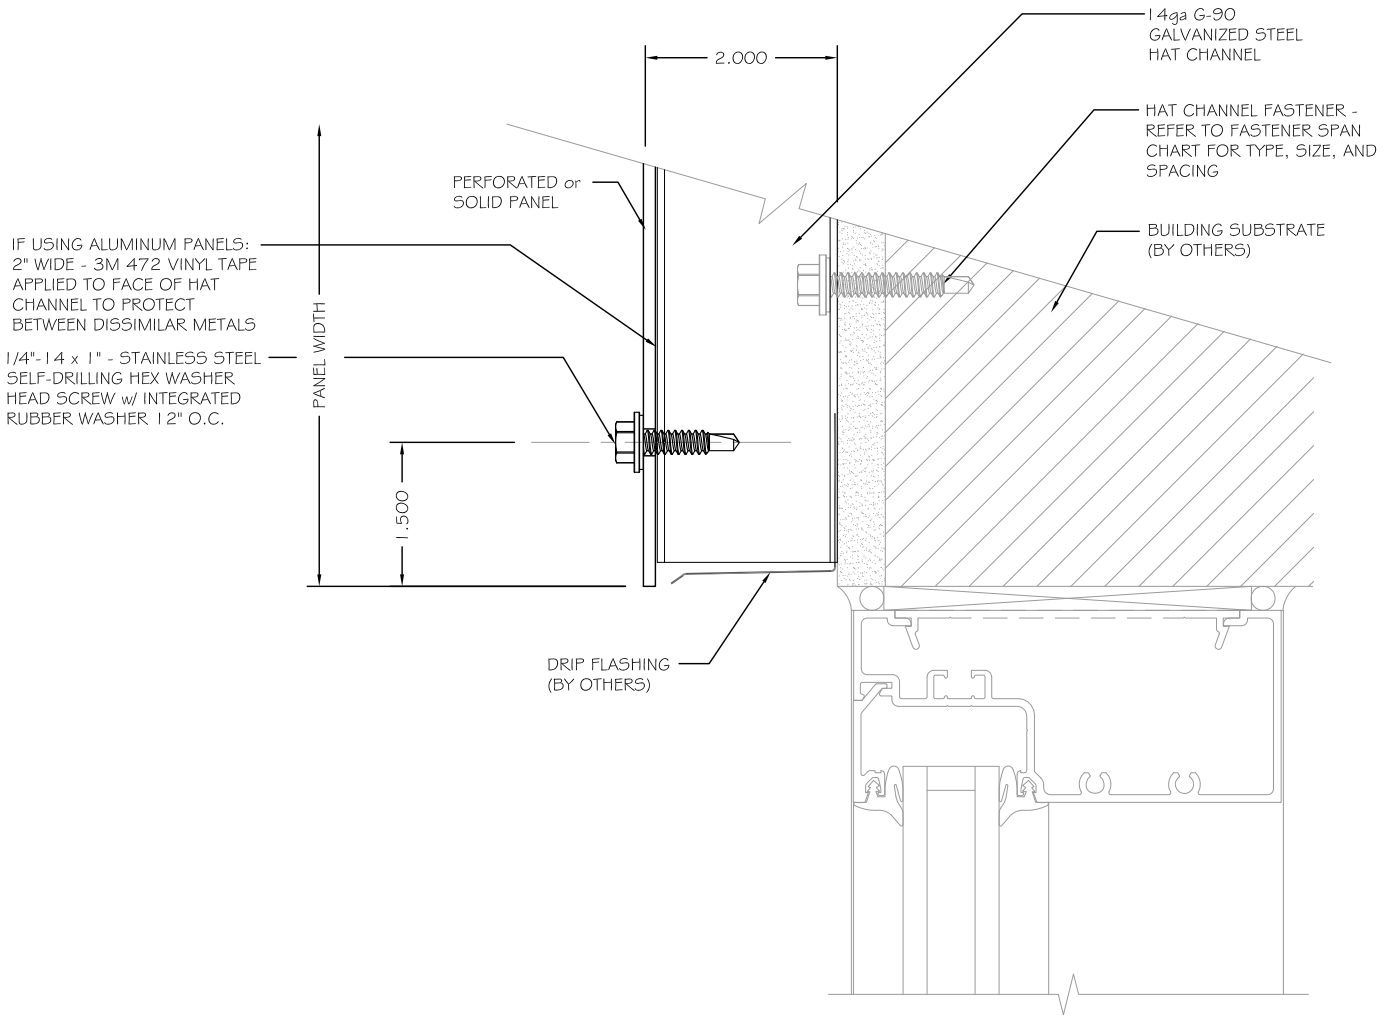 14ga G-90
GALVANIZED STEEL
HAT CHANNEL
2.000
HAT CHANNEL FASTENER -
REFER TO FASTENER SPAN
CHART FOR TYPE, SIZE, AND
SPACING
PERFORATED or
SOLID PANEL
BUILDING SUBSTRATE
(BY OTHERS)
IF USING ALUMINUM PANELS:
2" WIDE - 3M 472 VINYL TAPE
APPLIED TO FACE OF HAT
CHANNEL TO PROTECT
BETWEEN DISSIMILAR METALS
PANEL WIDTH
1/4"-14 x 1" - STAINLESS STEEL
SELF-DRILLING HEX WASHER
HEAD SCREW w/ INTEGRATED
RUBBER WASHER 12" O.C.
1.500
DRIP FLASHING
(BY OTHERS)